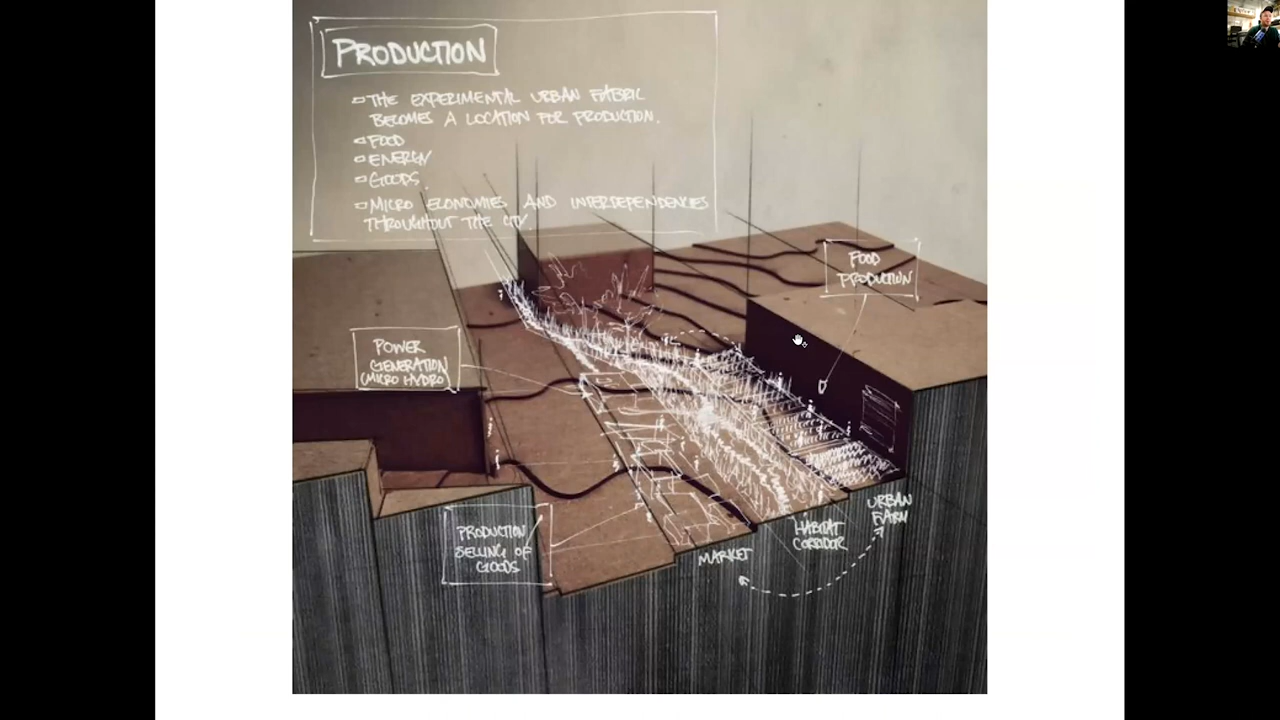 PRODUCTION
THE EXPERIMENTAL URBAN FABRIC
BECOMES A LOCATION FOR PRODUCTION.
FOOD
ENERGY
GOODS.
MICRO ECONOMIES AND INTERDEPENDENCIES
THROUGHOUT THE CITY.
FOOD
PRODUCTION
POWER
GENERATION
(MICRO HYDRO)
PRODUCTION
SELLING OF
GOODS
MARKET
HABITAT
CORRIDOR
URBAN
FARM